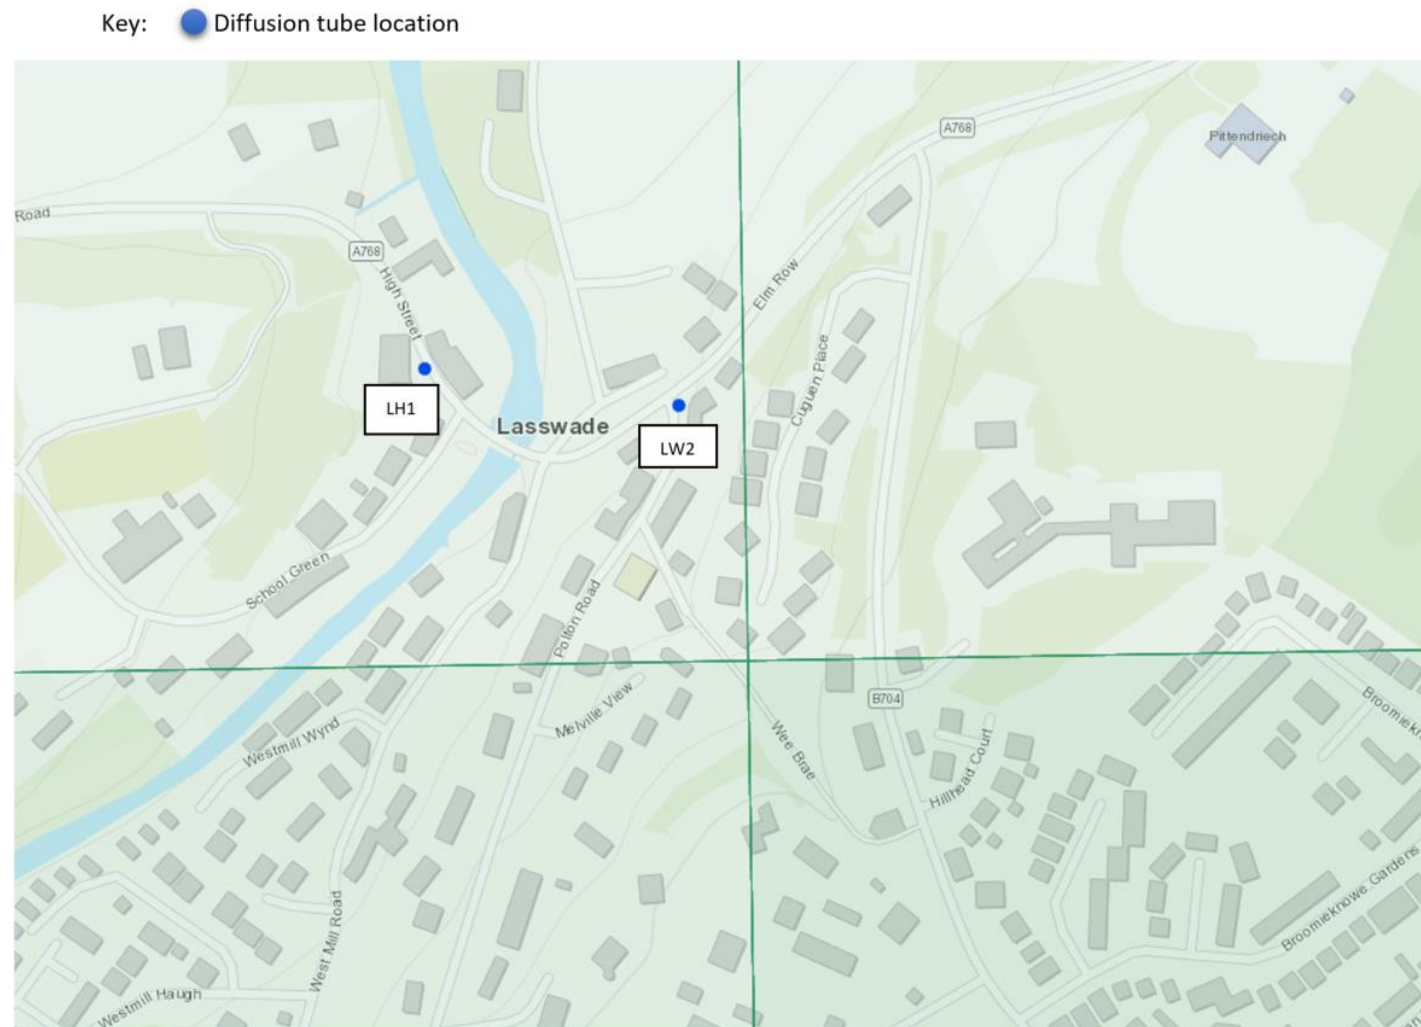 Key: Diffusion tube location
A768
Pittendriech
Road
A768
High Street
Elm Row
Cuguen Place
LH1
Lasswade
LW2
School Green
Polton Road
Melville View
B704
Westmill Wynd
Wee Brae
Hillhead Court
Broomiekn
Broomieknowe Gardens
West Mill Road
Westmill Haugh